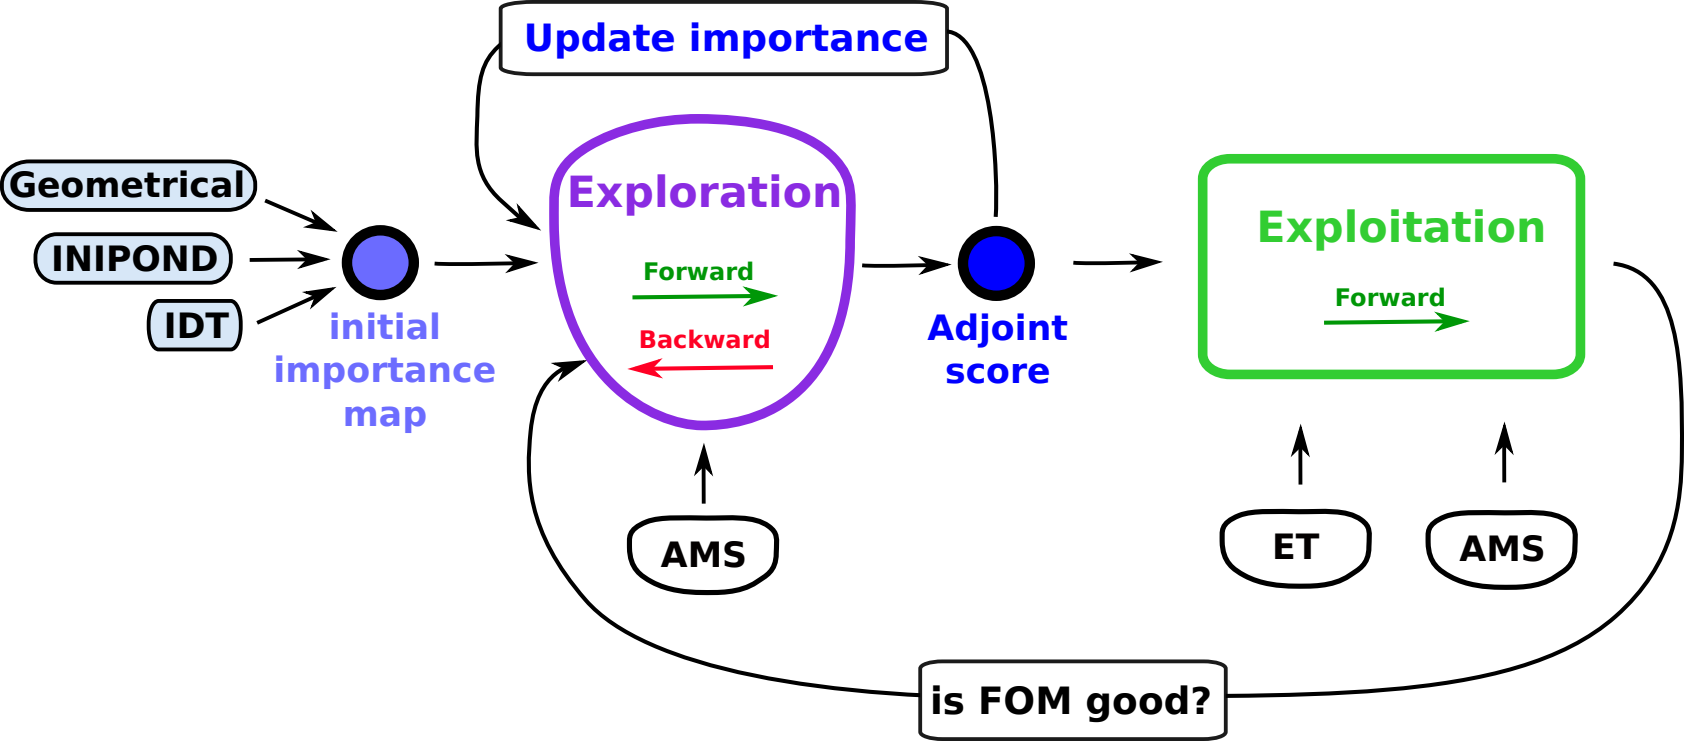 Update importance
Geometrical
INIPOND
IDT
initial
importance
map
Exploration
Forward
Backward
AMS
Adjoint
score
Exploitation
Forward
ET
AMS
is FOM good?